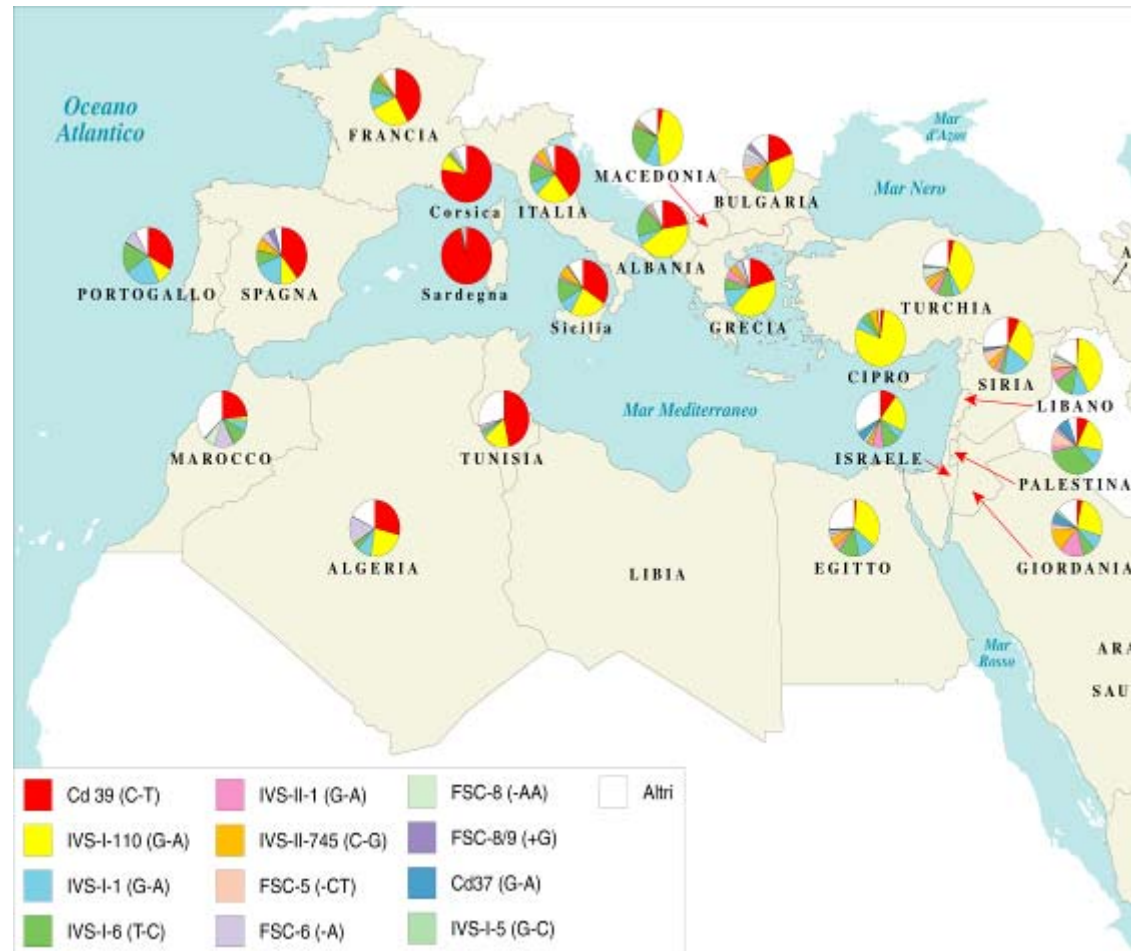 Oceano
Atlantico
FRANCIA
Corsica
ITALIA
MACEDONIA
BULGARIA
Mar
d'Azov
Mar Nero
PORTOGALLO
SPAGNA
Sardegna
Sicilia
ALBANIA
GRECIA
TURCHIA
CIPRO
SIRIA
LIBANO
A
MAROCCO
TUNISIA
Mar Mediterraneo
ISRAELE
PALESTINA
ALGERIA
LIBIA
EGITTO
GIORDANIA
Mar
Rosso
ARA
SAU
Cd 39 (C-T)
IVS-I-110 (G-A)
IVS-I-1 (G-A)
IVS-I-6 (T-C)
IVS-II-1 (G-A)
IVS-II-745 (C-G)
FSC-5 (-CT)
FSC-6 (-A)
FSC-8 (-AA)
FSC-8/9 (+G)
Cd37 (G-A)
IVS-I-5 (G-C)
Altri